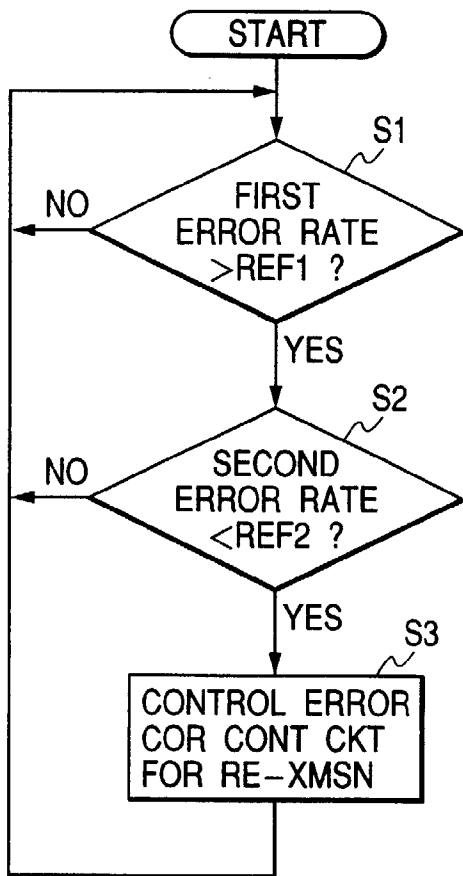 START
S1
FIRST
ERROR RATE
>REF1 ?
NO
YES
S2
SECOND
ERROR RATE
<REF2 ?
NO
YES
S3
CONTROL ERROR
COR CONT CKT
FOR RE-XMSN